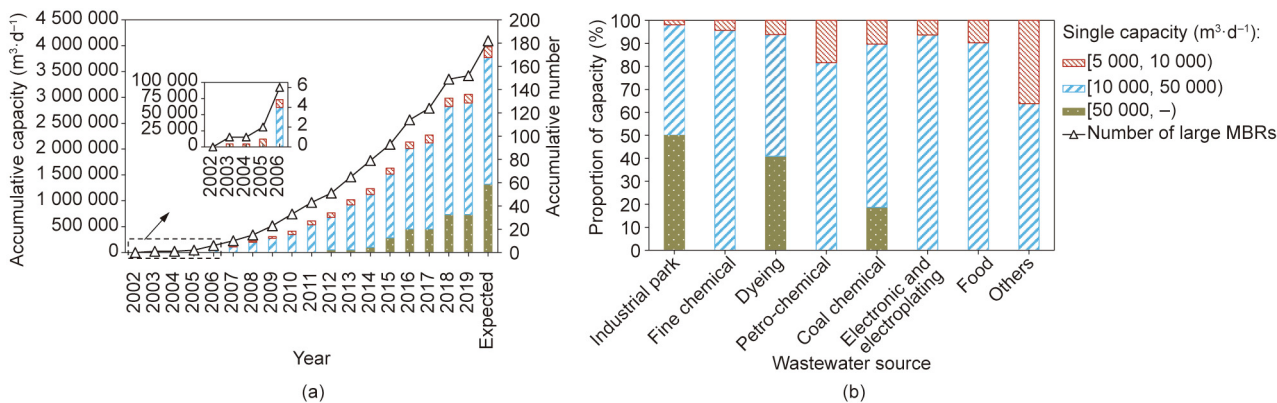 Accumulative capacity (m³·d⁻¹)
4 500 000
4 000 000
3 500 000
3 000 000
2 500 000
2 000 000
1 500 000
1 000 000
500 000
0
100 000
75 000
50 000
25 000
6
4
2
0
2002
2003
2004
2005
2006
200
180
160
140
120
100
80
60
40
20
0
Accumulative number
2002
2003
2004
2005
2006
2007
2008
2009
2010
2011
2012
2013
2014
2015
2016
2017
2018
2019
Expected
Year
(a)
Proportion of capacity (%)
100
90
80
70
60
50
40
30
20
10
0
Industrial park
Fine chemical
Dyeing
Petro-chemical
Coal chemical
Electronic and
electroplating
Food
Others
Wastewater source
(b)
Single capacity (m³·d⁻¹):
[5 000, 10 000)
[10 000, 50 000)
[50 000, –)
Number of large MBRs